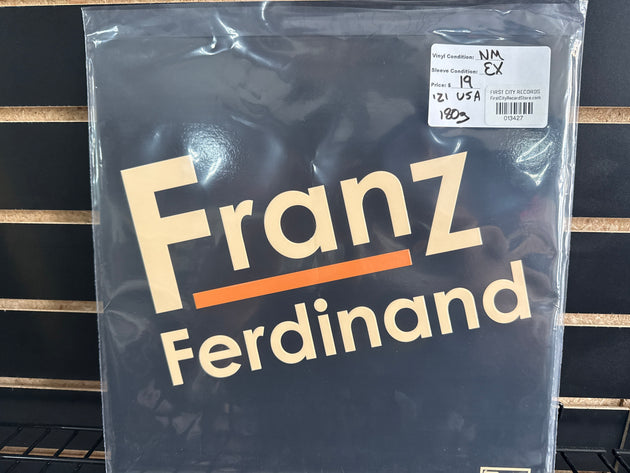 Vinyl Condition: NM
Sleeve Condition: EX
Price: $ 19
'21 USA
180g
FIRST CITY RECORDS
FirstCityRecordStore.com
013427
Franz
Ferdinand